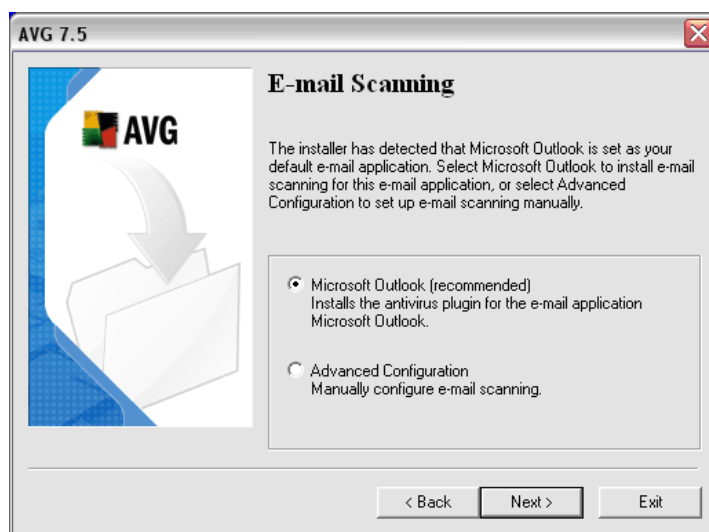 AVG 7.5
AVG
E-mail Scanning
The installer has detected that Microsoft Outlook is set as your
default e-mail application. Select Microsoft Outlook to install e-mail
scanning for this e-mail application, or select Advanced
Configuration to set up e-mail scanning manually.
Microsoft Outlook (recommended)
Installs the antivirus plugin for the e-mail application
Microsoft Outlook.
Advanced Configuration
Manually configure e-mail scanning.
< Back
Next >
Exit